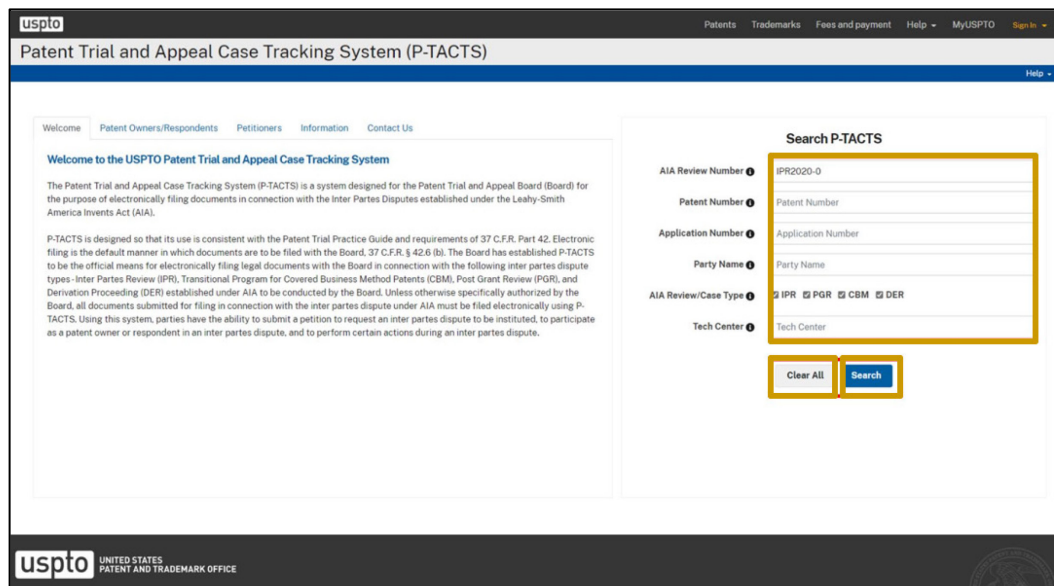 uspto
Patents Trademarks Fees and payment Help MyUSPTO Sign In
Patent Trial and Appeal Case Tracking System (P-TACTS)
Help
Welcome Patent Owners/Respondents Petitioners Information Contact Us
Welcome to the USPTO Patent Trial and Appeal Case Tracking System
The Patent Trial and Appeal Case Tracking System (P-TACTS) is a system designed for the Patent Trial and Appeal Board (Board) for
the purpose of electronically filing documents in connection with the Inter Partes Disputes established under the Leahy-Smith
America Invents Act (AIA).
P-TACTS is designed so that its use is consistent with the Patent Trial Practice Guide and requirements of 37 C.F.R. Part 42. Electronic
filing is the default manner in which documents are to be filed with the Board, 37 C.F.R. § 42.6 (b). The Board has established P-TACTS
to be the official means for electronically filing legal documents with the Board in connection with the following inter partes dispute
types - Inter Partes Review (IPR), Transitional Program for Covered Business Method Patents (CBM), Post Grant Review (PGR), and
Derivation Proceeding (DER) established under AIA to be conducted by the Board. Unless otherwise specifically authorized by the
Board, all documents submitted for filing in connection with the inter partes dispute under AIA must be filed electronically using P-
TACTS. Using this system, parties have the ability to submit a petition to request an inter partes dispute to be instituted, to participate
as a patent owner or respondent in an inter partes dispute, and to perform certain actions during an inter partes dispute.
Search P-TACTS
AIA Review Number IPR2020-0
Patent Number Patent Number
Application Number Application Number
Party Name Party Name
AIA Review/Case Type IPR PGR CBM DER
Tech Center Tech Center
Clear All Search
uspto UNITED STATES
PATENT AND TRADEMARK OFFICE